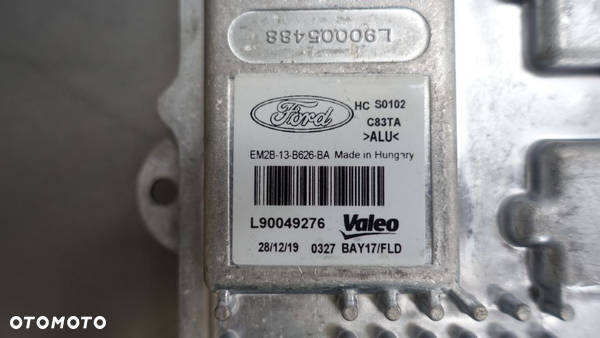 L90005488
Ford
HC S0102
C83TA
>ALU<
EM2B-13-B626-BA Made in Hungary
L90049276 Valeo
28/12/19 0327 BAY17/FLD
OTOMOTO